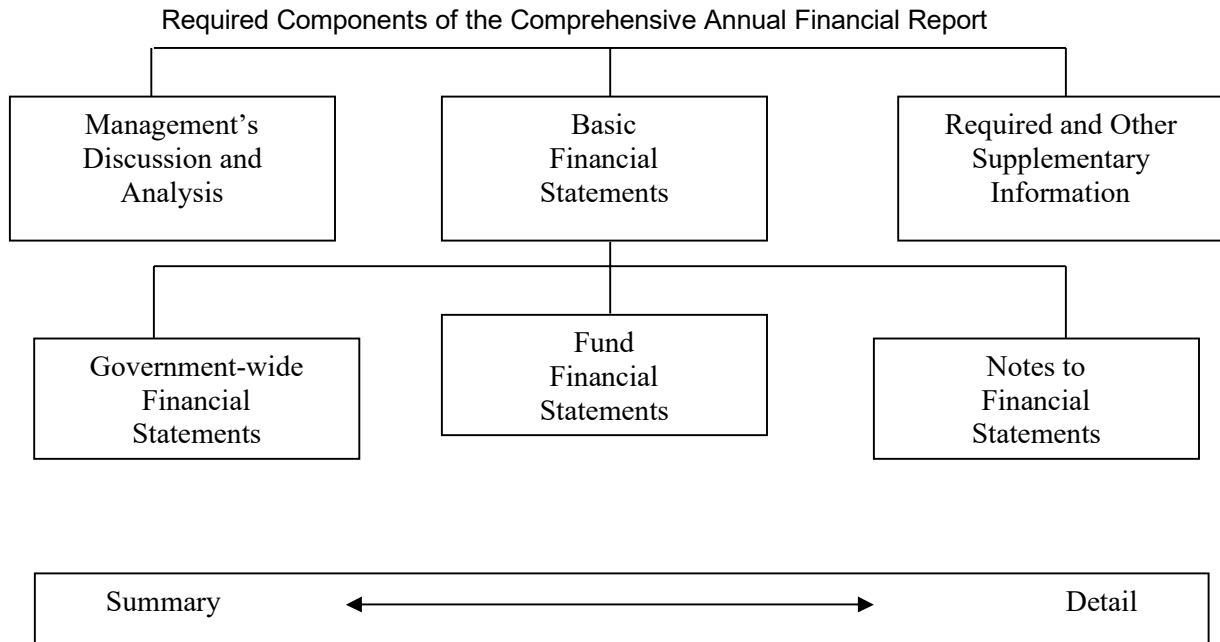 Required Components of the Comprehensive Annual Financial Report
Management’s
Discussion and
Analysis
Basic
Financial
Statements
Required and Other
Supplementary
Information
Government-wide
Financial
Statements
Fund
Financial
Statements
Notes to
Financial
Statements
Summary
Detail